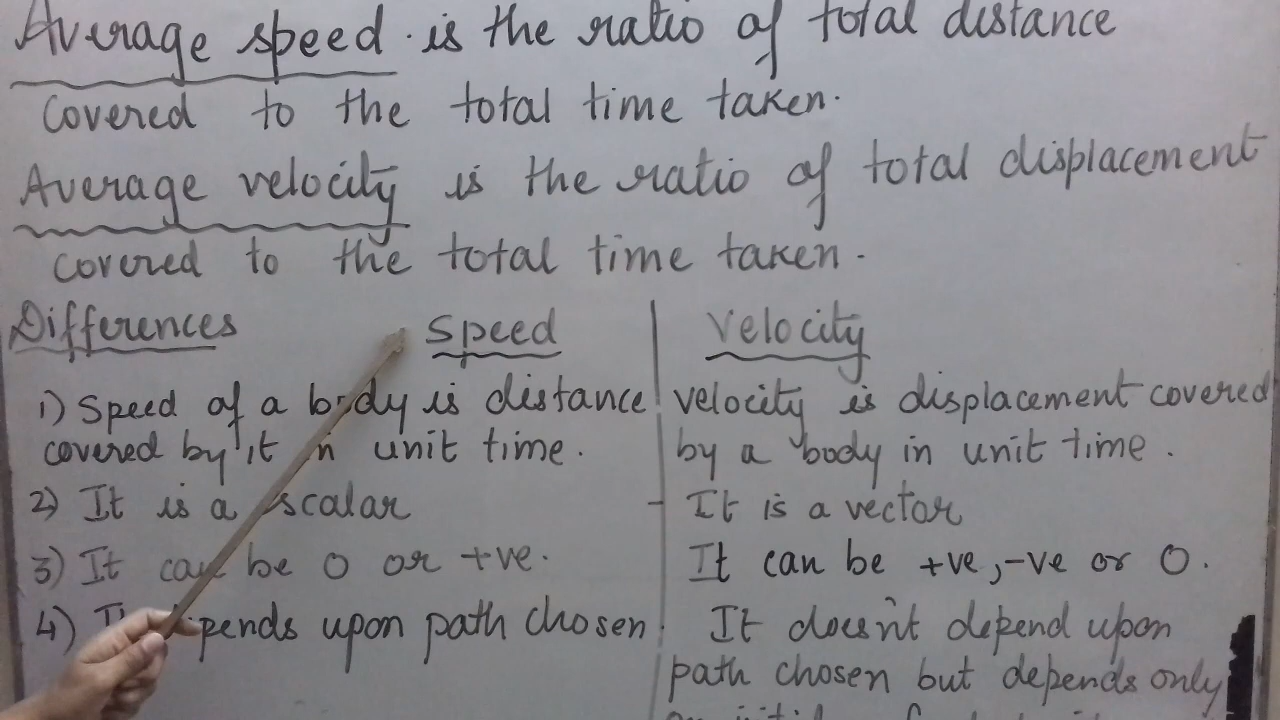 Average speed is the ratio of total distance
covered to the total time taken.
Average velocity is the ratio of total displacement
covered to the total time taken.
Differences Speed Velocity
1) Speed of a body is distance
covered by it in unit time.
2) It is a scalar
3) It can be 0 or +ve.
4) It depends upon path chosen.
velocity is displacement covered
by a body in unit time.
- It is a vector
It can be +ve, -ve or 0.
It doesn't depend upon
path chosen but depends only